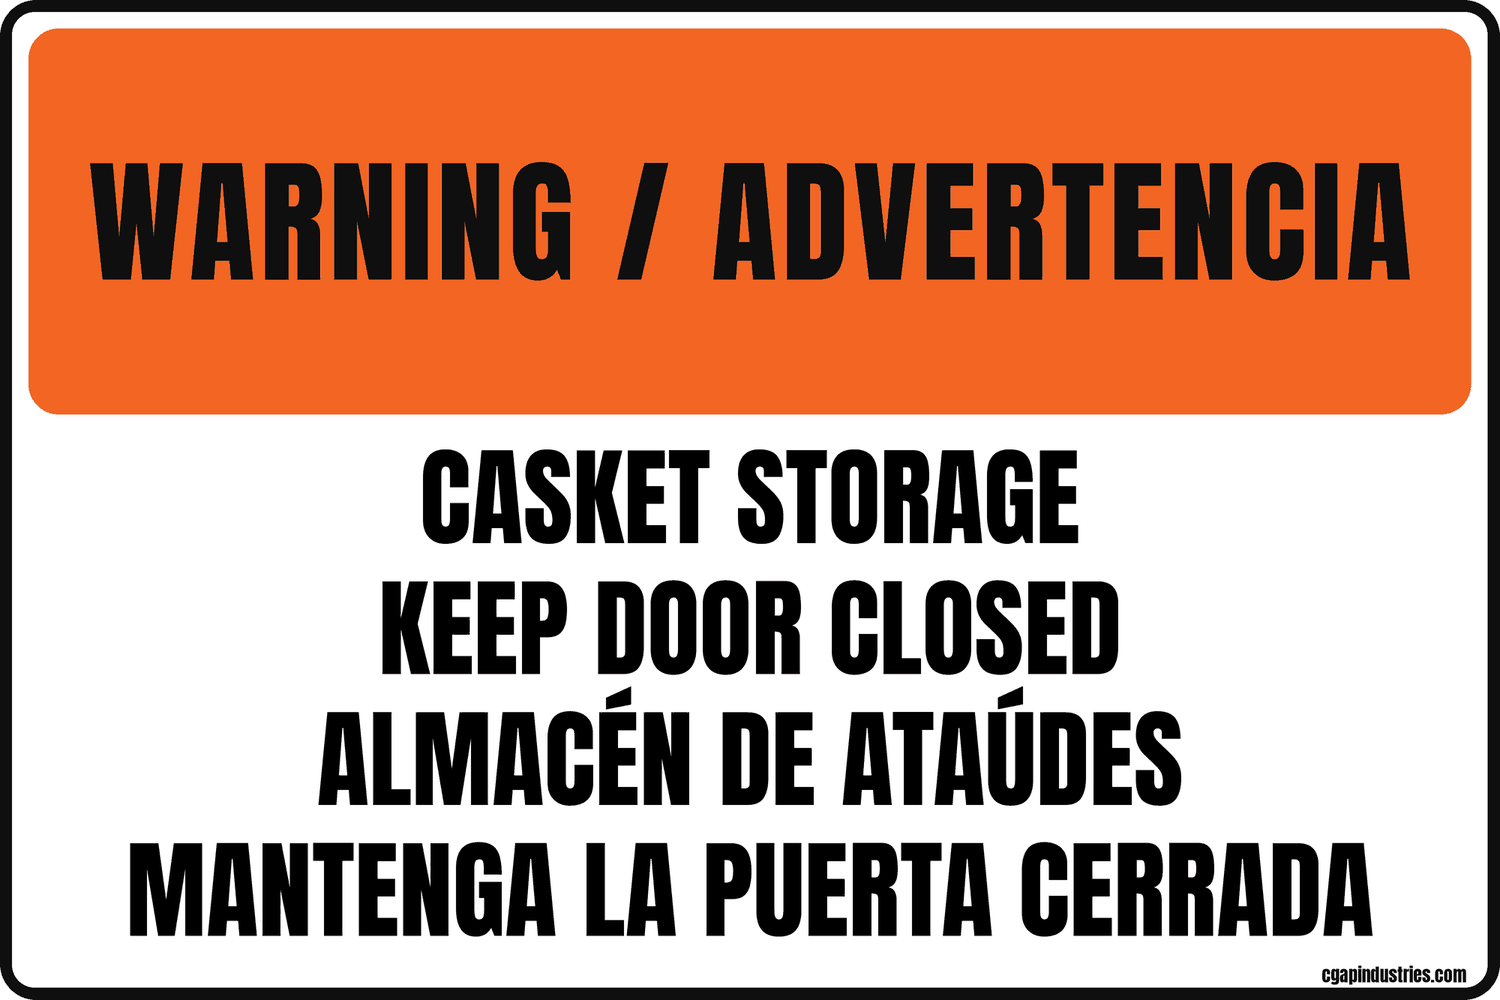 WARNING / ADVERTENCIA
CASKET STORAGE
KEEP DOOR CLOSED
ALMACÉN DE ATAÚDES
MANTENGA LA PUERTA CERRADA
cgapindustries.com